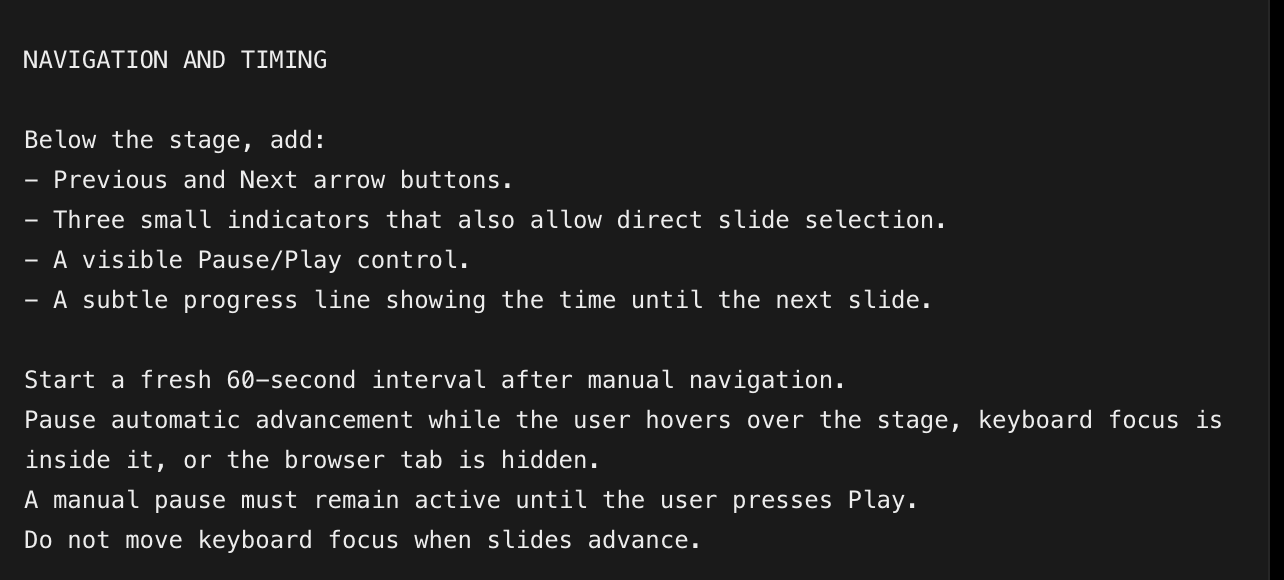 NAVIGATION AND TIMING
Below the stage, add:
- Previous and Next arrow buttons.
- Three small indicators that also allow direct slide selection.
- A visible Pause/Play control.
- A subtle progress line showing the time until the next slide.
Start a fresh 60-second interval after manual navigation.
Pause automatic advancement while the user hovers over the stage, keyboard focus is
inside it, or the browser tab is hidden.
A manual pause must remain active until the user presses Play.
Do not move keyboard focus when slides advance.